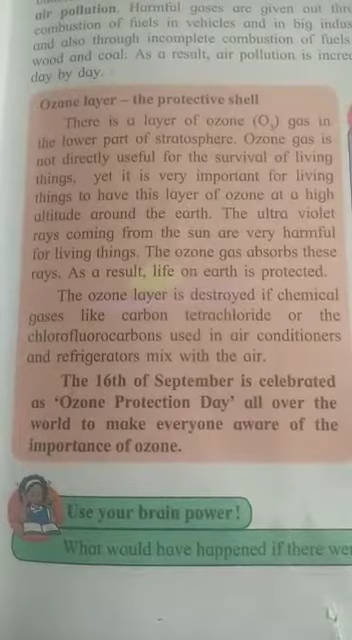 air pollution. Harmful gases are given out
combustion of fuels in vehicles and in big
and also through incomplete combustion of fuels
wood and coal. As a result, air pollution is
day by day.
Ozone layer – the protective shell
There is a layer of ozone (O₃) gas in
the lower part of stratosphere. Ozone gas is
not directly useful for the survival of living
things, yet it is very important for living
things to have this layer of ozone at a high
altitude around the earth. The ultra violet
rays coming from the sun are very harmful
for living things. The ozone gas absorbs these
rays. As a result, life on earth is protected.
The ozone layer is destroyed if chemical
gases like carbon tetrachloride or the
chlorofluorocarbons used in air conditioners
and refrigerators mix with the air.
The 16th of September is celebrated
as ‘Ozone Protection Day’ all over the
world to make everyone aware of the
importance of ozone.
Use your brain power!
What would have happened if there